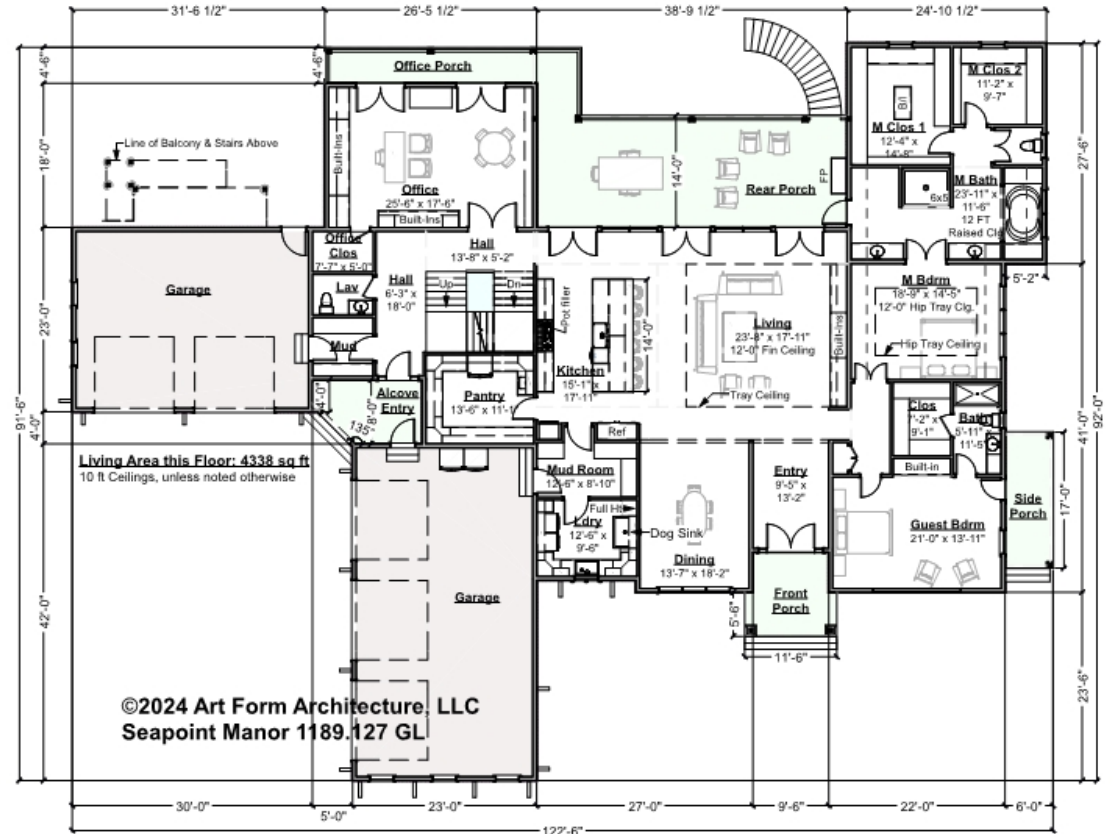 31'-6 1/2"
26'-5 1/2"
38'-9 1/2"
24'-10 1/2"
4'-6"
4'-6"
Office Porch
M Clos 2
11'-2" x
9'-7"
B/I
M Clos 1
12'-4" x
14'-8"
27'-6"
Line of Balcony & Stairs Above
18'-0"
Built-Ins
Office
25'-6" x 17'-6"
Built-Ins
14'-0"
Rear Porch
FP
6x5
M Bath
23'-11" x
11'-6"
12 FT
Raised Clg
Office
Clos
7'-7" x 5'-0"
Hall
13'-8" x 5'-2"
Hall
6'-3" x
18'-0"
Up
Dn
Lav
Mud
Garage
23'-0"
Pot filler
14'-0"
Kitchen
15'-1" x
17'-11"
Living
23'-8" x 17'-11"
12'-0" Fin Ceiling
Tray Ceiling
Built-Ins
M Bdrm
18'-9" x 14'-5"
12'-0" Hip Tray Clg.
Hip Tray Ceiling
5'-2"
Pantry
13'-6" x 11'-1"
Alcove
Entry
4'-0"
8'-0"
135°
91'-6"
4'-0"
Clos
7'-2" x
9'-1"
Bath
5'-11"
11'-5"
41'-0"
92'-0"
Living Area this Floor: 4338 sq ft
10 ft Ceilings, unless noted otherwise
Ref
Mud Room
12'-6" x 8'-10"
Full Ht
Ldry
12'-6" x
9'-6"
Dog Sink
Dining
13'-7" x 18'-2"
Entry
9'-5" x
13'-2"
Built-in
Guest Bdrm
21'-0" x 13'-11"
Side
Porch
17'-0"
Garage
42'-0"
Front
Porch
5'-6"
11'-6"
23'-6"
©2024 Art Form Architecture, LLC
Seapoint Manor 1189.127 GL
30'-0"
5'-0"
23'-0"
27'-0"
9'-6"
22'-0"
6'-0"
122'-6"